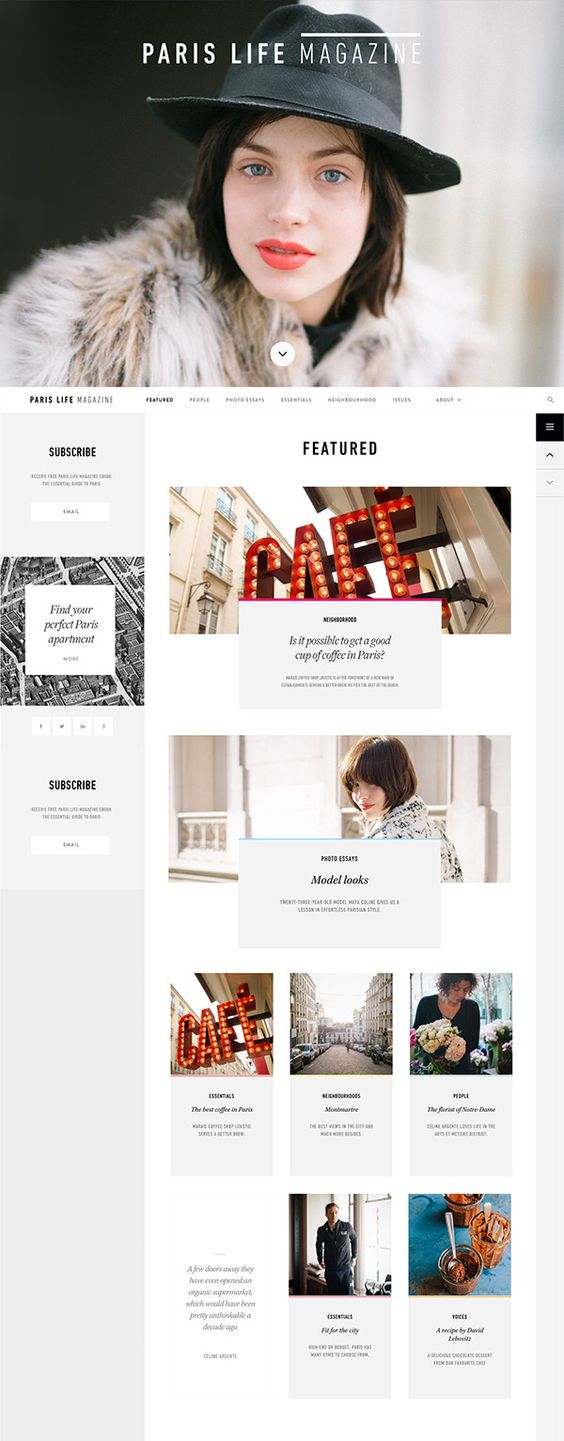 PARIS LIFE MAGAZINE
PARIS LIFE MAGAZINE
FEATURED
PEOPLE
PHOTO ESSAYS
ESSENTIALS
NEIGHBOURHOOD
ISSUES
ABOUT
SUBSCRIBE
RECEIVE FREE PARIS LIFE MAGAZINE EBOOK
THE ESSENTIAL GUIDE TO PARIS
EMAIL
Find your
perfect Paris
apartment
MORE
SUBSCRIBE
RECEIVE FREE PARIS LIFE MAGAZINE EBOOK
THE ESSENTIAL GUIDE TO PARIS
EMAIL
FEATURED
CAFÉ
NEIGHBORHOOD
Is it possible to get a good
cup of coffee in Paris?
MARAIS COFFEE SHOP LOUSTIC IS AT THE FOREFRONT OF A NEW WAVE OF
ESTABLISHMENTS SERVING A BETTER BREW. WE PICK THE BEST OF THE BUNCH.
PHOTO ESSAYS
Model looks
TWENTY-THREE-YEAR-OLD MODEL MAYA COLINE GIVES US A
LESSON IN EFFORTLESS PARISIAN STYLE.
CAFÉ
ESSENTIALS
The best coffee in Paris
MARAIS COFFEE SHOP LOUSTIC
SERVES A BETTER BREW.
NEIGHBOURHOODS
Montmartre
THE BEST VIEWS IN THE CITY AND
MUCH MORE BESIDES.
PEOPLE
The florist of Notre-Dame
CÉLINE ARGENTE LOVES LIFE IN THE
ARTS ET MÉTIERS DISTRICT.
A few doors away they
have even opened an
organic supermarket,
which would have been
pretty unthinkable a
decade ago.
CELINE ARGENTE
ESSENTIALS
Fit for the city
HIGH END OR BUDGET, PARIS HAS
MANY GYMS TO CHOOSE FROM.
VOICES
A recipe by David
Lebovitz
A DELICIOUS CHOCOLATE DESSERT
FROM OUR FAVOURITE CHEF